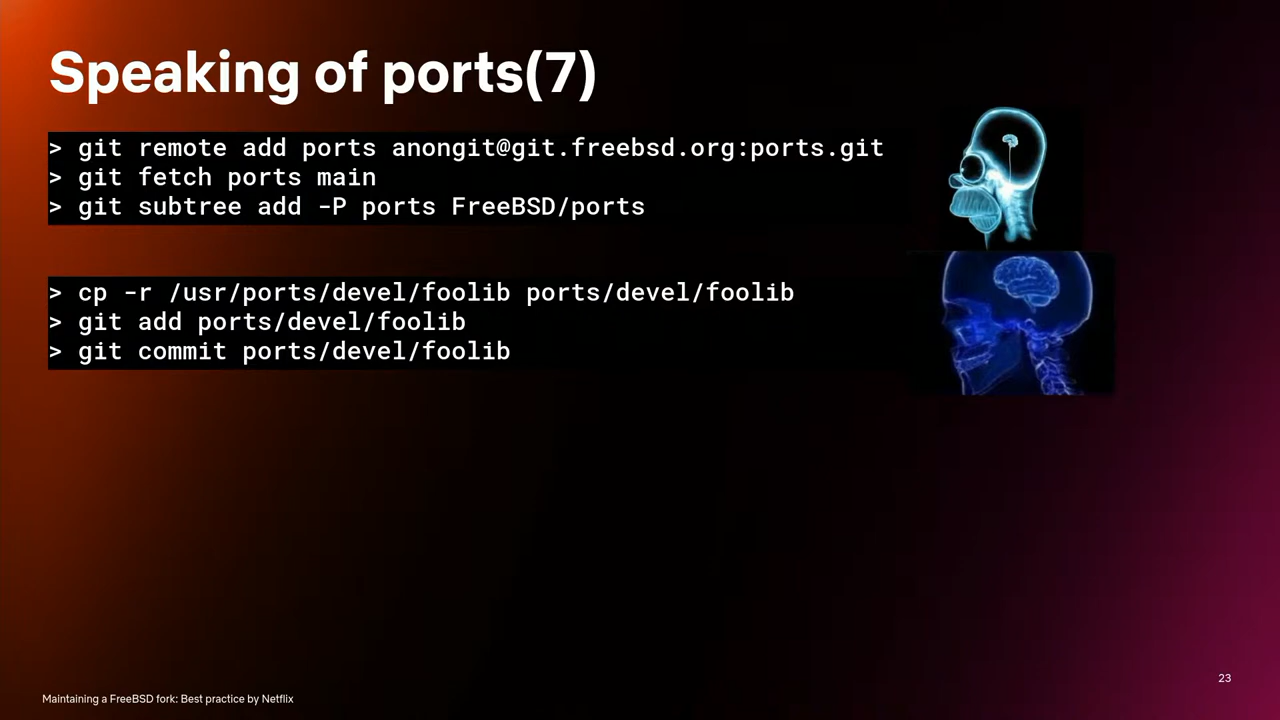 Speaking of ports(7)
> git remote add ports anongit@git.freebsd.org:ports.git
> git fetch ports main
> git subtree add -P ports FreeBSD/ports
> cp -r /usr/ports/devel/foolib ports/devel/foolib
> git add ports/devel/foolib
> git commit ports/devel/foolib
23
Maintaining a FreeBSD fork: Best practice by Netflix